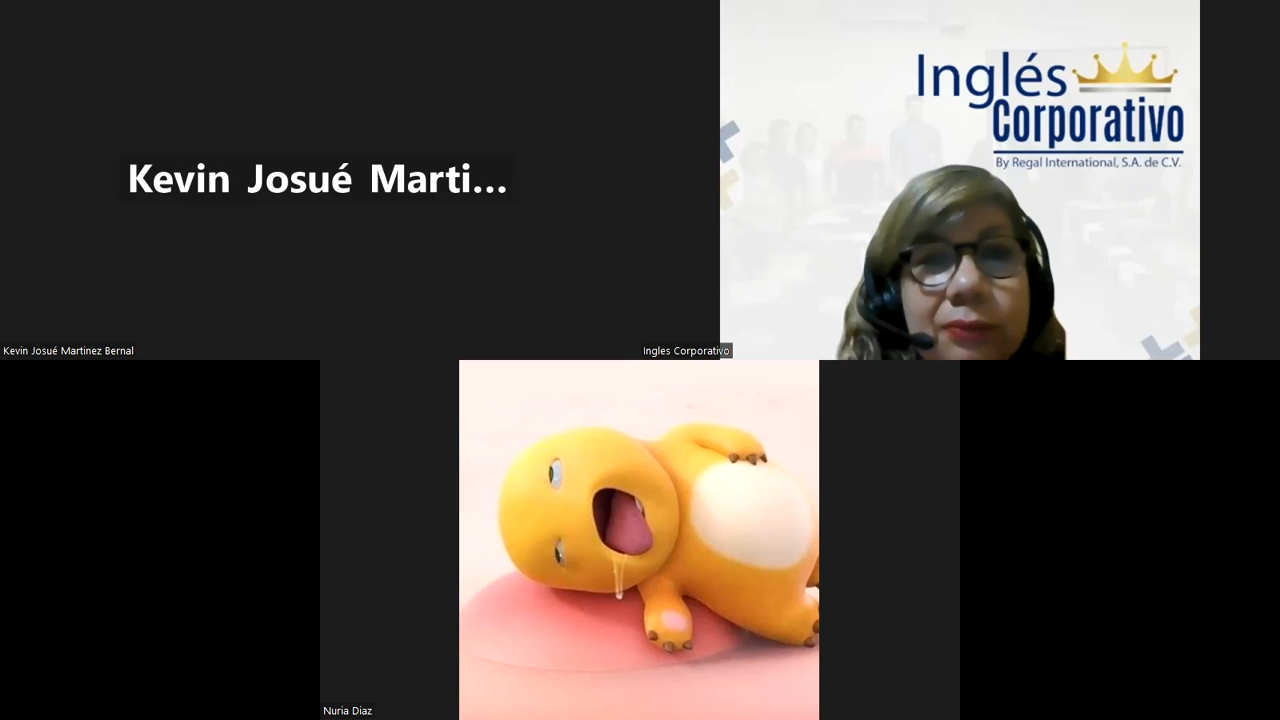 Kevin Josué Marti...
Inglés
Corporativo
By Regal International, S.A. de C.V.
Kevin Josué Martinez Bernal
Ingles Corporativo
Nuria Diaz